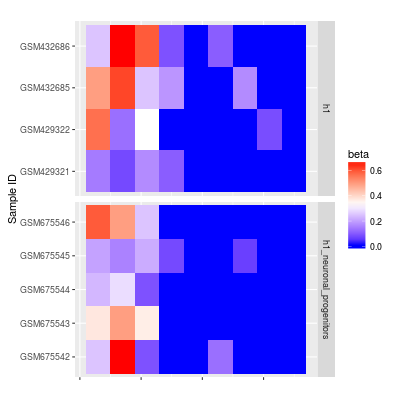 Sample ID
GSM432686
GSM432685
GSM429322
GSM429321
h1
GSM675546
GSM675545
GSM675544
GSM675543
GSM675542
h1_neuronal_progenitors
beta
0.6
0.4
0.2
0.0